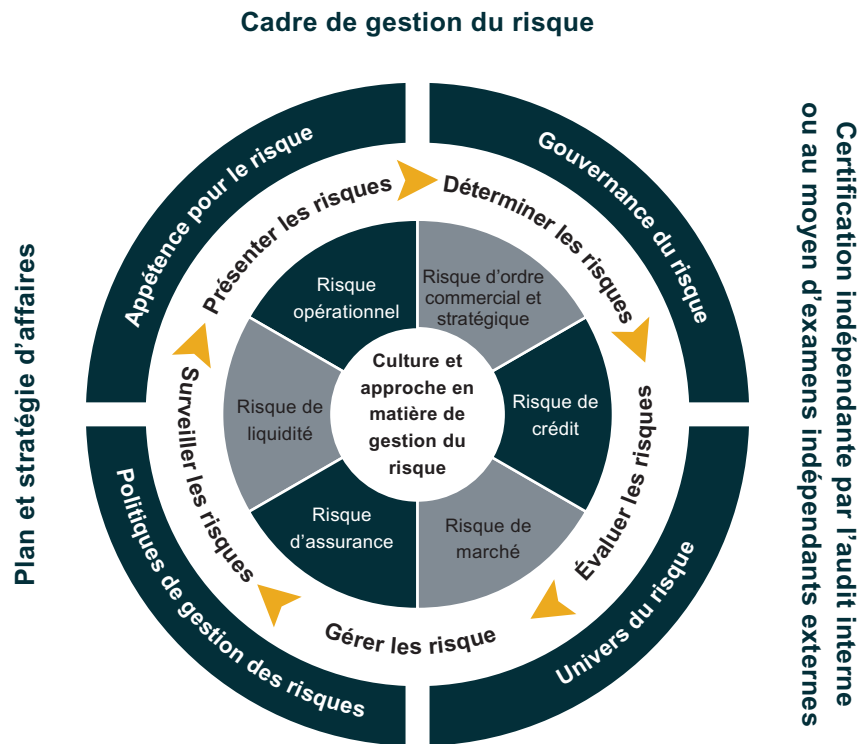 Cadre de gestion du risque
Plan et stratégie d'affaires
Certification indépendante par l'audit interne
ou au moyen d'examens indépendants externes
Appétence pour le risque
Gouvernance du risque
Univers du risque
Politiques de gestion des risques
Présenter les risques
Déterminer les risques
Évaluer les risques
Gérer les risque
Surveiller les risques
Risque
opérationnel
Risque d'ordre
commercial et
stratégique
Risque de
crédit
Risque de
marché
Risque
d'assurance
Risque de
liquidité
Culture et
approche en
matière de
gestion du
risque